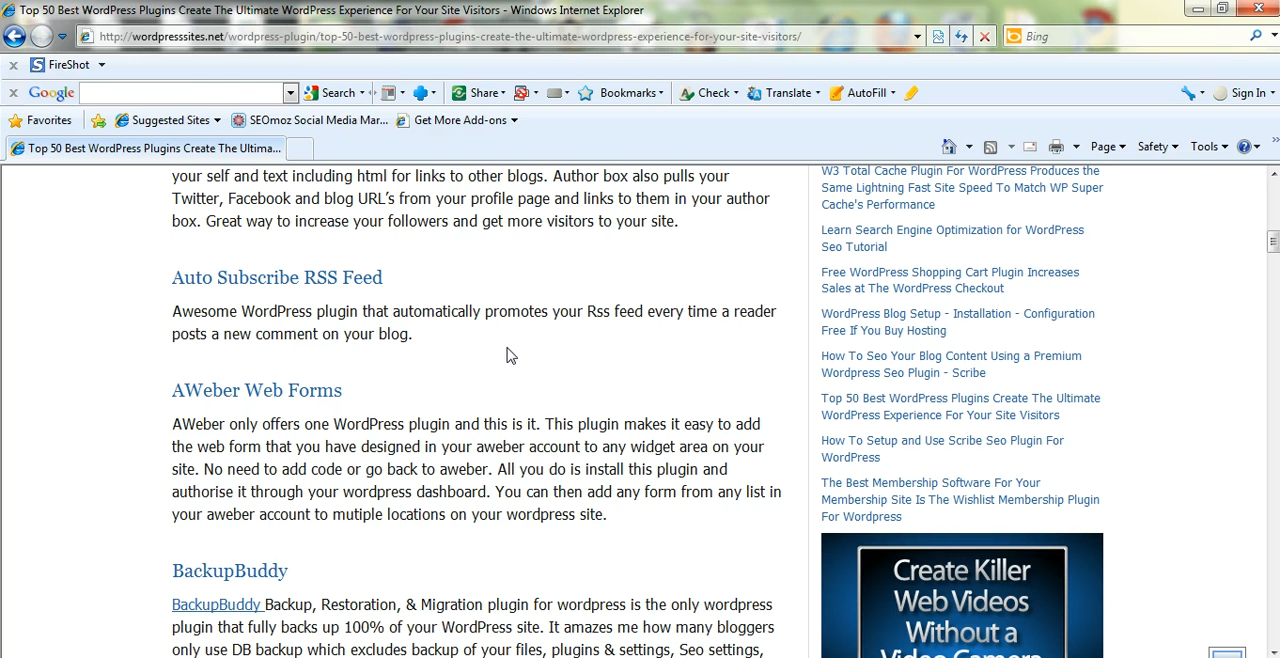 Top 50 Best WordPress Plugins Create The Ultimate WordPress Experience For Your Site Visitors - Windows Internet Explorer
http://wordpresssites.net/wordpress-plugin/top-50-best-wordpress-plugins-create-the-ultimate-wordpress-experience-for-your-site-visitors/
Bing
x FireShot
x Google Search Share Bookmarks Check Translate AutoFill Sign In
Favorites Suggested Sites SEOmoz Social Media Mar... Get More Add-ons
Top 50 Best WordPress Plugins Create The Ultima...
Page Safety Tools
your self and text including html for links to other blogs. Author box also pulls your
Twitter, Facebook and blog URL’s from your profile page and links to them in your author
box. Great way to increase your followers and get more visitors to your site.
Auto Subscribe RSS Feed
Awesome WordPress plugin that automatically promotes your Rss feed every time a reader
posts a new comment on your blog.
AWeber Web Forms
AWeber only offers one WordPress plugin and this is it. This plugin makes it easy to add
the web form that you have designed in your aweber account to any widget area on your
site. No need to add code or go back to aweber. All you do is install this plugin and
authorise it through your wordpress dashboard. You can then add any form from any list in
your aweber account to mutiple locations on your wordpress site.
BackupBuddy
BackupBuddy Backup, Restoration, & Migration plugin for wordpress is the only wordpress
plugin that fully backs up 100% of your WordPress site. It amazes me how many bloggers
only use DB backup which excludes backup of your files, plugins & settings, Seo settings,
W3 Total Cache Plugin For WordPress Produces the
Same Lightning Fast Site Speed To Match WP Super
Cache's Performance
Learn Search Engine Optimization for WordPress
Seo Tutorial
Free WordPress Shopping Cart Plugin Increases
Sales at The WordPress Checkout
WordPress Blog Setup - Installation - Configuration
Free If You Buy Hosting
How To Seo Your Blog Content Using a Premium
Wordpress Seo Plugin - Scribe
Top 50 Best WordPress Plugins Create The Ultimate
WordPress Experience For Your Site Visitors
How To Setup and Use Scribe Seo Plugin For
WordPress
The Best Membership Software For Your
Membership Site Is The Wishlist Membership Plugin
For Wordpress
Create Killer
Web Videos
Without a
Video Camera